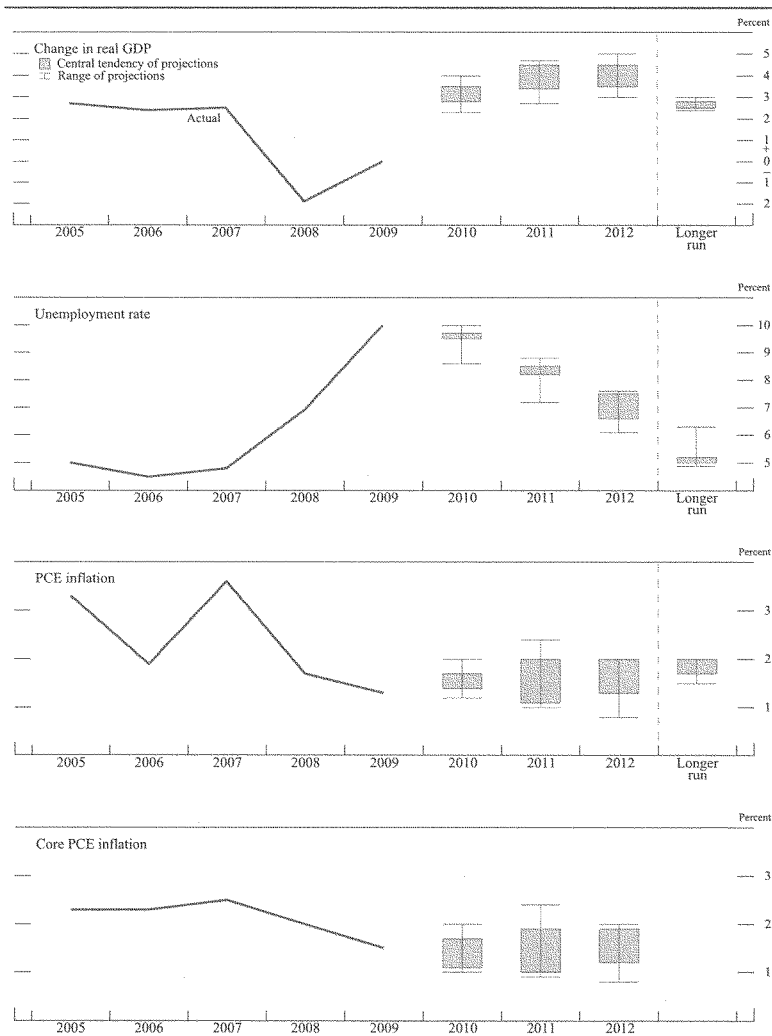 Percent
Change in real GDP
Central tendency of projections
Range of projections
Actual
5
4
3
2
1
+
0
−
1
2
2005 2006 2007 2008 2009 2010 2011 2012 Longer run
Percent
Unemployment rate
10
9
8
7
6
5
2005 2006 2007 2008 2009 2010 2011 2012 Longer run
Percent
PCE inflation
3
2
1
2005 2006 2007 2008 2009 2010 2011 2012 Longer run
Percent
Core PCE inflation
3
2
1
2005 2006 2007 2008 2009 2010 2011 2012